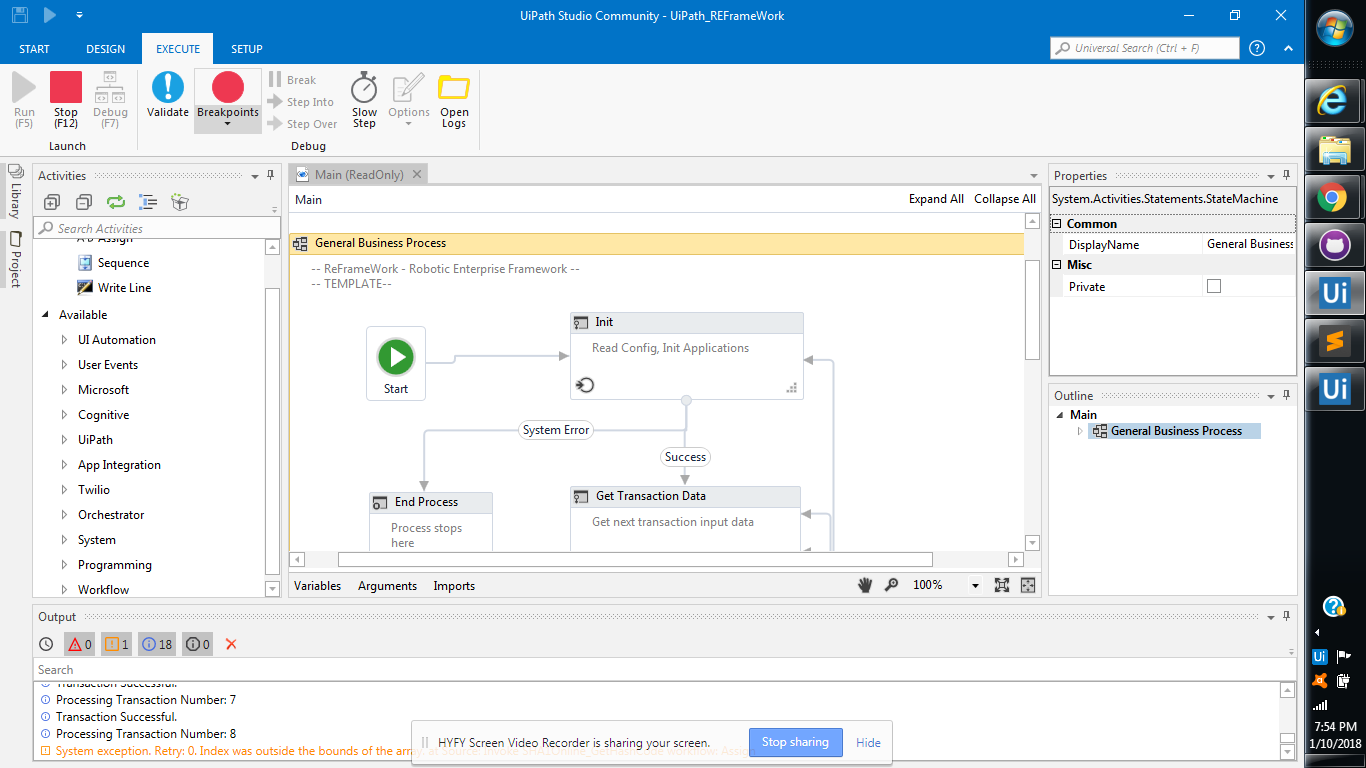 UiPath Studio Community - UiPath_REFrameWork
START DESIGN EXECUTE SETUP
Universal Search (Ctrl + F)
Run (F5)
Stop (F12)
Debug (F7)
Launch
Validate
Breakpoints
Break
Step Into
Step Over
Slow Step
Options
Open Logs
Debug
Library
Project
Activities
Search Activities
A-B Assign
Sequence
Write Line
Available
UI Automation
User Events
Microsoft
Cognitive
UiPath
App Integration
Twilio
Orchestrator
System
Programming
Workflow
Main (ReadOnly)
Main
Expand All Collapse All
General Business Process
-- ReFrameWork - Robotic Enterprise Framework --
-- TEMPLATE--
Start
Init
Read Config, Init Applications
System Error
Success
End Process
Process stops
here
Get Transaction Data
Get next transaction input data
Variables Arguments Imports
100%
Properties
System.Activities.Statements.StateMachine
Common
DisplayName General Business
Misc
Private
Outline
Main
General Business Process
Output
0 1 18 0
Search
Transaction Successful.
Processing Transaction Number: 7
Transaction Successful.
Processing Transaction Number: 8
System exception. Retry: 0. Index was outside the bounds of the array. at Source:
HYFY Screen Video Recorder is sharing your screen.
Stop sharing
Hide
Ui
Ui
Ui
7:54 PM
1/10/2018